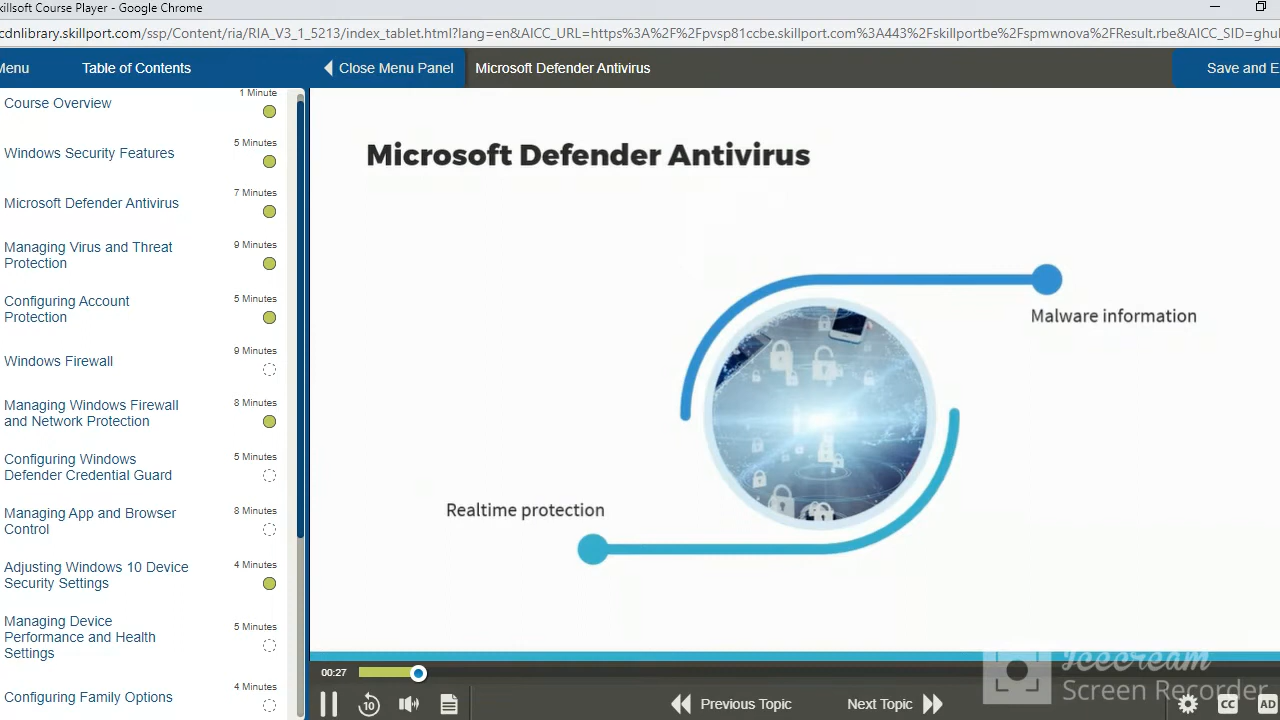 killsoft Course Player - Google Chrome
cdnlibrary.skillport.com/ssp/Content/ria/RIA_V3_1_5213/index_tablet.html?lang=en&AICC_URL=https%3A%2F%2Fpvsp81ccbe.skillport.com%3A443%2Fskillportbe%2Fspmwnova%2FResult.rbe&AICC_SID=ghul
Menu
Table of Contents
Close Menu Panel
Microsoft Defender Antivirus
Save and E
Course Overview
1 Minute
Windows Security Features
5 Minutes
Microsoft Defender Antivirus
7 Minutes
Managing Virus and Threat
Protection
9 Minutes
Configuring Account
Protection
5 Minutes
Windows Firewall
9 Minutes
Managing Windows Firewall
and Network Protection
8 Minutes
Configuring Windows
Defender Credential Guard
5 Minutes
Managing App and Browser
Control
8 Minutes
Adjusting Windows 10 Device
Security Settings
4 Minutes
Managing Device
Performance and Health
Settings
5 Minutes
Configuring Family Options
4 Minutes
Microsoft Defender Antivirus
Malware information
Realtime protection
00:27
10
Previous Topic
Next Topic
CC
AD
Icecream
Screen Recorder